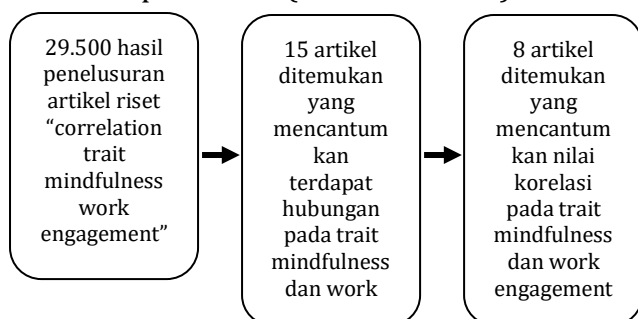 29.500 hasil
penelusuran
artikel riset
“correlation
trait
mindfulness
work
engagement”
15 artikel
ditemukan
yang
mencantum
kan
terdapat
hubungan
pada trait
mindfulness
dan work
8 artikel
ditemukan
yang
mencantum
kan nilai
korelasi
pada trait
mindfulness
dan work
engagement